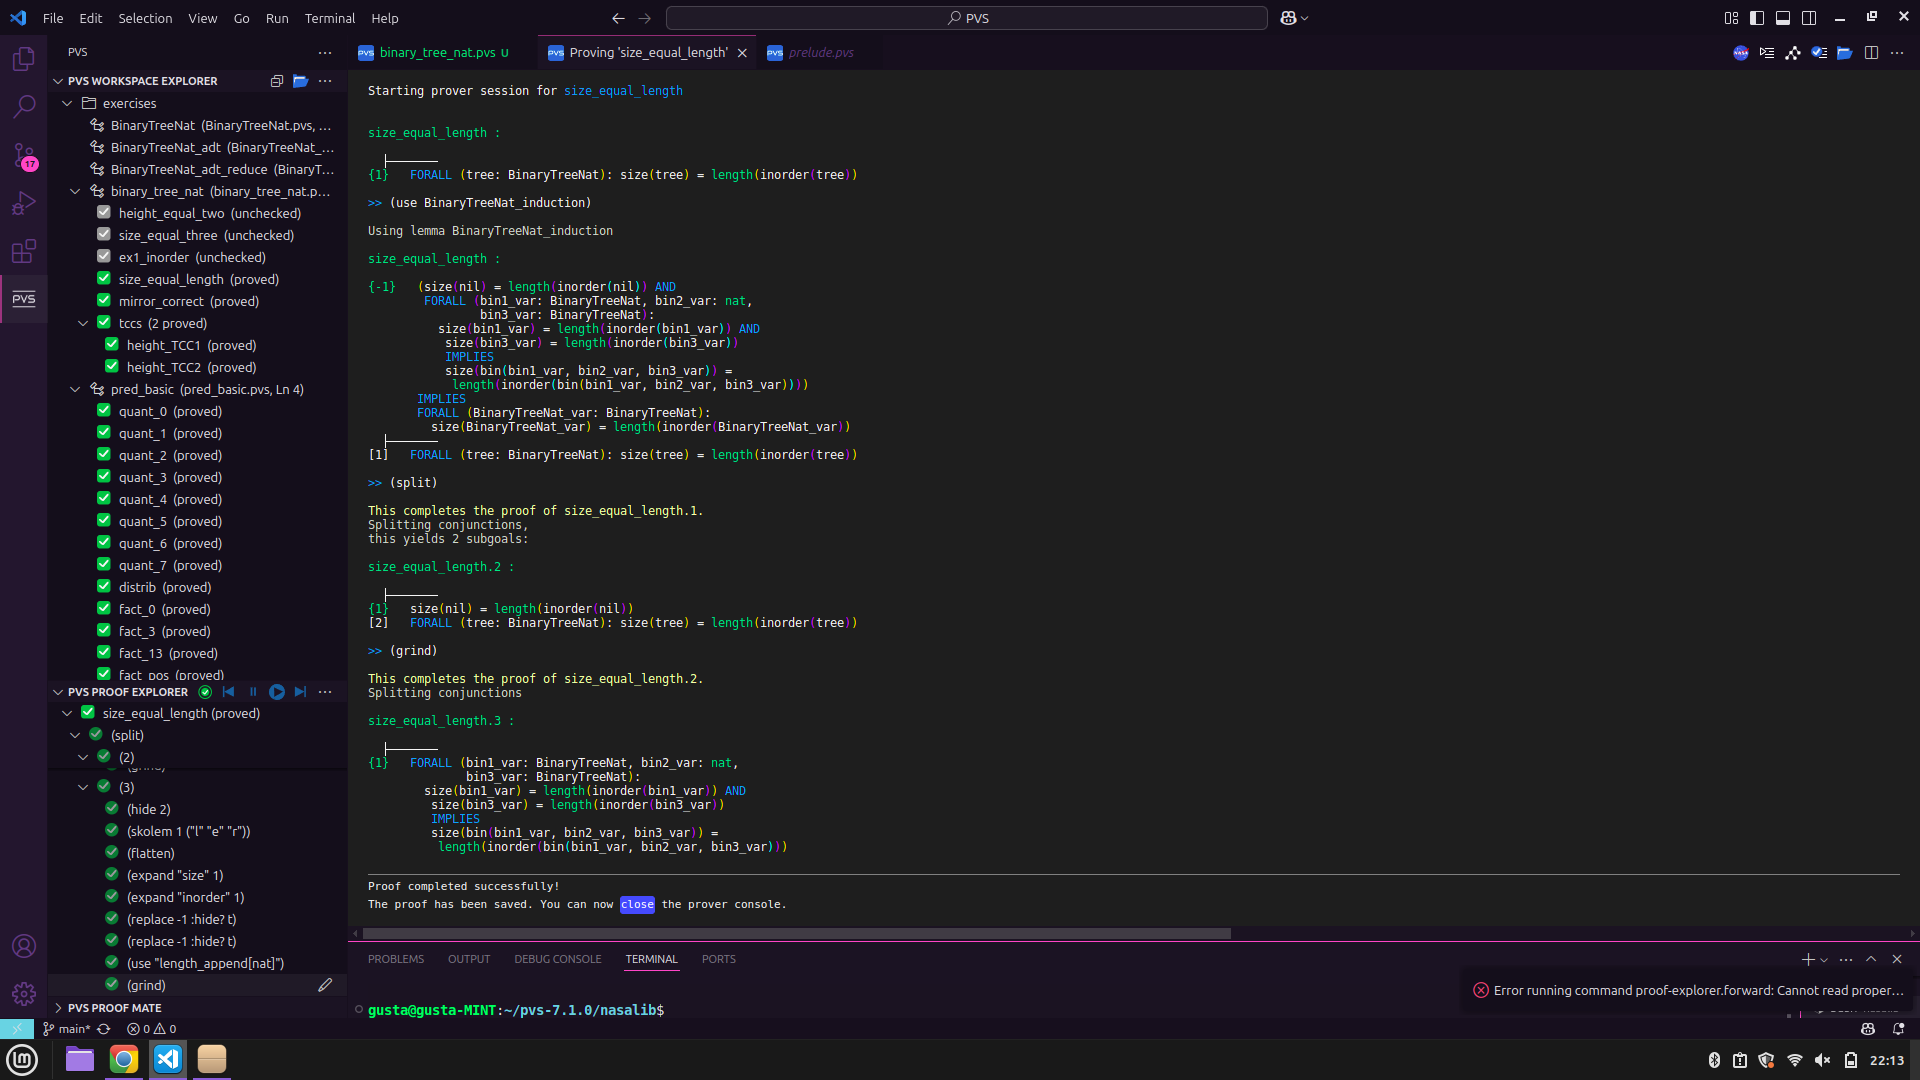 File Edit Selection View Go Run Terminal Help
PVS
PVS
PVS WORKSPACE EXPLORER
exercises
BinaryTreeNat (BinaryTreeNat.pvs, ...
BinaryTreeNat_adt (BinaryTreeNat_...
BinaryTreeNat_adt_reduce (BinaryT...
binary_tree_nat (binary_tree_nat.p...
height_equal_two (unchecked)
size_equal_three (unchecked)
ex1_inorder (unchecked)
size_equal_length (proved)
mirror_correct (proved)
tccs (2 proved)
height_TCC1 (proved)
height_TCC2 (proved)
pred_basic (pred_basic.pvs, Ln 4)
quant_0 (proved)
quant_1 (proved)
quant_2 (proved)
quant_3 (proved)
quant_4 (proved)
quant_5 (proved)
quant_6 (proved)
quant_7 (proved)
distrib (proved)
fact_0 (proved)
fact_3 (proved)
fact_13 (proved)
fact_pos (proved)
PVS PROOF EXPLORER
size_equal_length (proved)
(split)
(2)
(grind)
(3)
(hide 2)
(skolem 1 ("l" "e" "r"))
(flatten)
(expand "size" 1)
(expand "inorder" 1)
(replace -1 :hide? t)
(replace -1 :hide? t)
(use "length_append[nat]")
(grind)
PVS PROOF MATE
17
PVS
PVS binary_tree_nat.pvs U
PVS Proving 'size_equal_length'
PVS prelude.pvs
Starting prover session for size_equal_length
size_equal_length :
{1} FORALL (tree: BinaryTreeNat): size(tree) = length(inorder(tree))
>> (use BinaryTreeNat_induction)
Using lemma BinaryTreeNat_induction
size_equal_length :
{-1} (size(nil) = length(inorder(nil)) AND
FORALL (bin1_var: BinaryTreeNat, bin2_var: nat,
bin3_var: BinaryTreeNat):
size(bin1_var) = length(inorder(bin1_var)) AND
size(bin3_var) = length(inorder(bin3_var))
IMPLIES
size(bin(bin1_var, bin2_var, bin3_var)) =
length(inorder(bin(bin1_var, bin2_var, bin3_var))))
IMPLIES
FORALL (BinaryTreeNat_var: BinaryTreeNat):
size(BinaryTreeNat_var) = length(inorder(BinaryTreeNat_var))
[1] FORALL (tree: BinaryTreeNat): size(tree) = length(inorder(tree))
>> (split)
This completes the proof of size_equal_length.1.
Splitting conjunctions,
this yields 2 subgoals:
size_equal_length.2 :
{1} size(nil) = length(inorder(nil))
[2] FORALL (tree: BinaryTreeNat): size(tree) = length(inorder(tree))
>> (grind)
This completes the proof of size_equal_length.2.
Splitting conjunctions
size_equal_length.3 :
{1} FORALL (bin1_var: BinaryTreeNat, bin2_var: nat,
bin3_var: BinaryTreeNat):
size(bin1_var) = length(inorder(bin1_var)) AND
size(bin3_var) = length(inorder(bin3_var))
IMPLIES
size(bin(bin1_var, bin2_var, bin3_var)) =
length(inorder(bin(bin1_var, bin2_var, bin3_var)))
Proof completed successfully!
The proof has been saved. You can now close the prover console.
PROBLEMS OUTPUT DEBUG CONSOLE TERMINAL PORTS
gusta@gusta-MINT:~/pvs-7.1.0/nasalib$
Error running command proof-explorer.forward: Cannot read proper...
main* 0 0
22:13